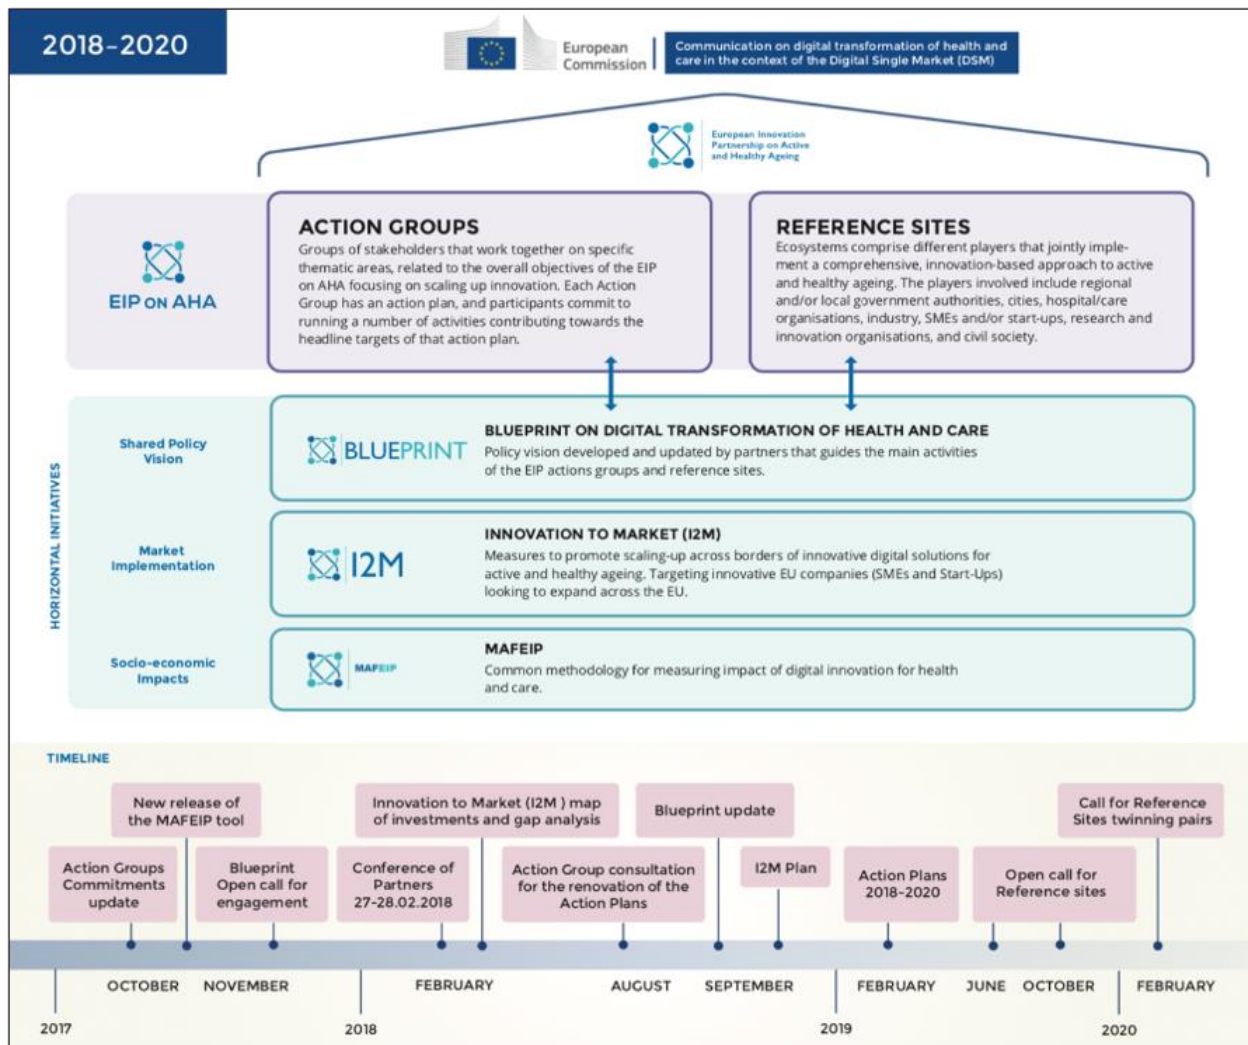 2018-2020
European
Commission
Communication on digital transformation of health and
care in the context of the Digital Single Market (DSM)
European Innovation
Partnership on Active
and Healthy Ageing
EIP ON AHA
ACTION GROUPS
Groups of stakeholders that work together on specific
thematic areas, related to the overall objectives of the EIP
on AHA focusing on scaling up innovation. Each Action
Group has an action plan, and participants commit to
running a number of activities contributing towards the
headline targets of that action plan.
REFERENCE SITES
Ecosystems comprise different players that jointly imple-
ment a comprehensive, innovation-based approach to active
and healthy ageing. The players involved include regional
and/or local government authorities, cities, hospital/care
organisations, industry, SMEs and/or start-ups, research and
innovation organisations, and civil society.
HORIZONTAL INITIATIVES
Shared Policy
Vision
BLUEPRINT
BLUEPRINT ON DIGITAL TRANSFORMATION OF HEALTH AND CARE
Policy vision developed and updated by partners that guides the main activities
of the EIP actions groups and reference sites.
Market
Implementation
I2M
INNOVATION TO MARKET (I2M)
Measures to promote scaling-up across borders of innovative digital solutions for
active and healthy ageing. Targeting innovative EU companies (SMEs and Start-Ups)
looking to expand across the EU.
Socio-economic
Impacts
MAFEIP
MAFEIP
Common methodology for measuring impact of digital innovation for health
and care.
TIMELINE
New release of
the MAFEIP tool
Innovation to Market (I2M ) map
of investments and gap analysis
Blueprint update
Call for Reference
Sites twinning pairs
Action Groups
Commitments
update
Blueprint
Open call for
engagement
Conference of
Partners
27-28.02.2018
Action Group consultation
for the renovation of the
Action Plans
I2M Plan
Action Plans
2018-2020
Open call for
Reference sites
OCTOBER
NOVEMBER
FEBRUARY
AUGUST
SEPTEMBER
FEBRUARY
JUNE
OCTOBER
FEBRUARY
2017
2018
2019
2020